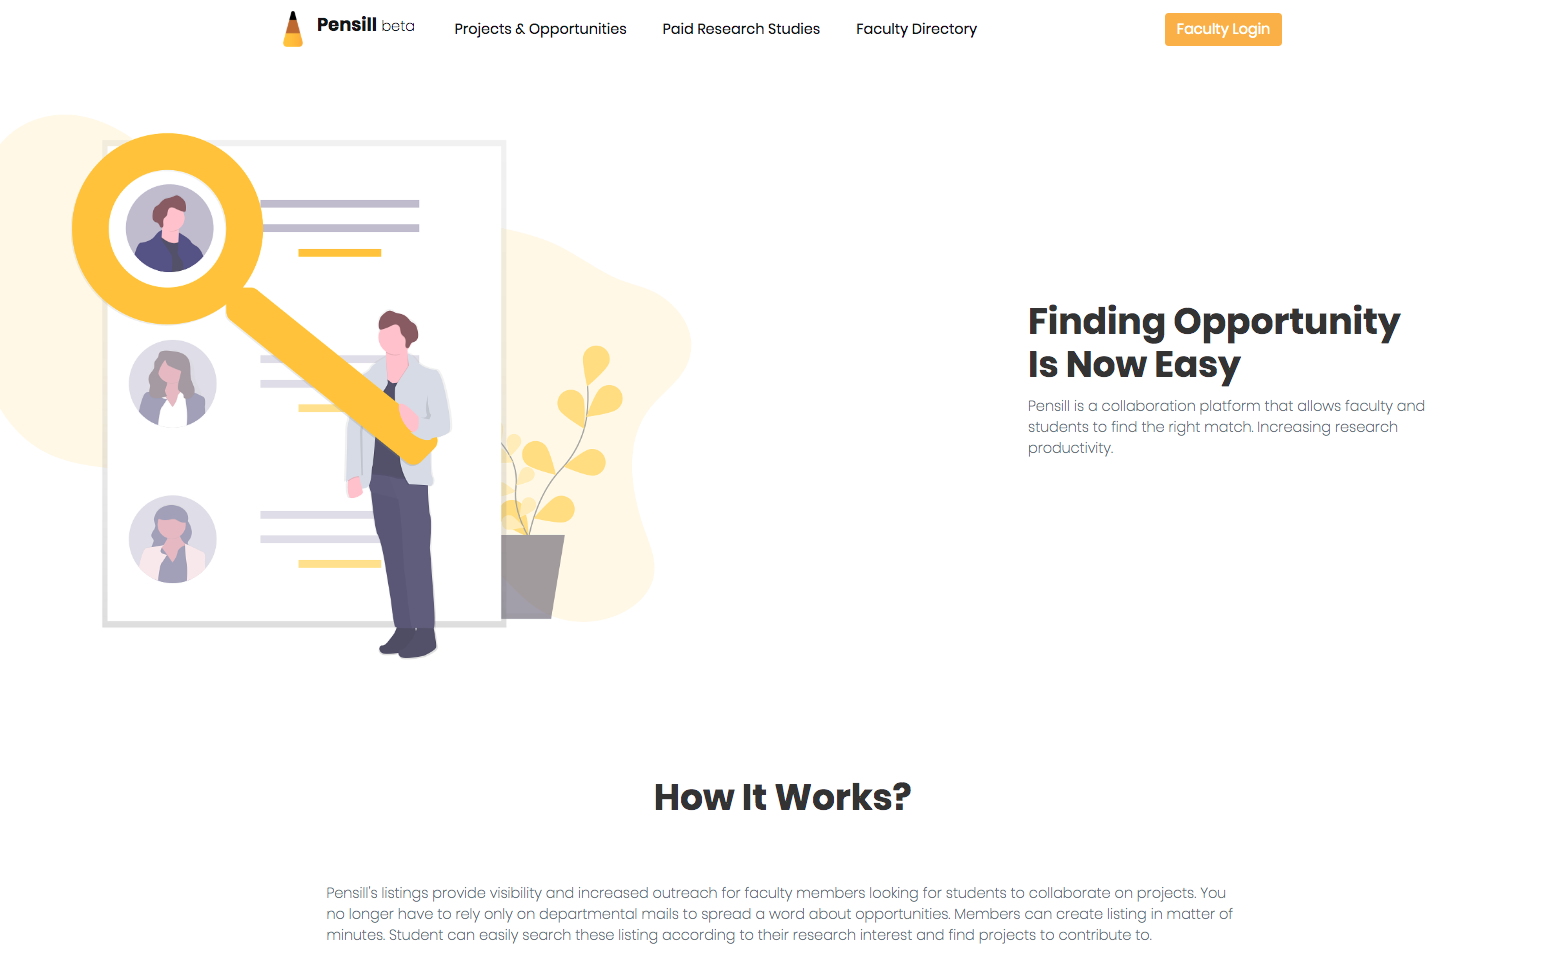 Pensill beta
Projects & Opportunities
Paid Research Studies
Faculty Directory
Faculty Login
Finding Opportunity
Is Now Easy
Pensill is a collaboration platform that allows faculty and
students to find the right match. Increasing research
productivity.
How It Works?
Pensill's listings provide visibility and increased outreach for faculty members looking for students to collaborate on projects. You
no longer have to rely only on departmental mails to spread a word about opportunities. Members can create listing in matter of
minutes. Student can easily search these listing according to their research interest and find projects to contribute to.